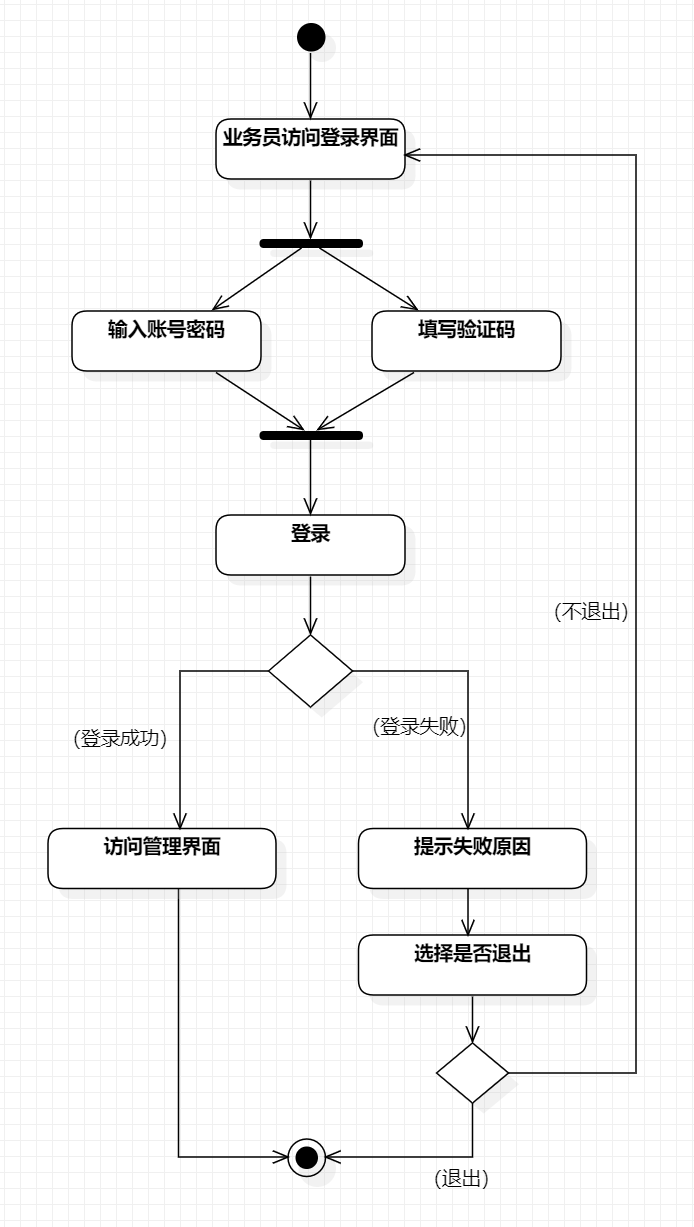 业务员访问登录界面
输入账号密码
填写验证码
登录
(不退出)
(登录成功)
(登录失败)
访问管理界面
提示失败原因
选择是否退出
(退出)